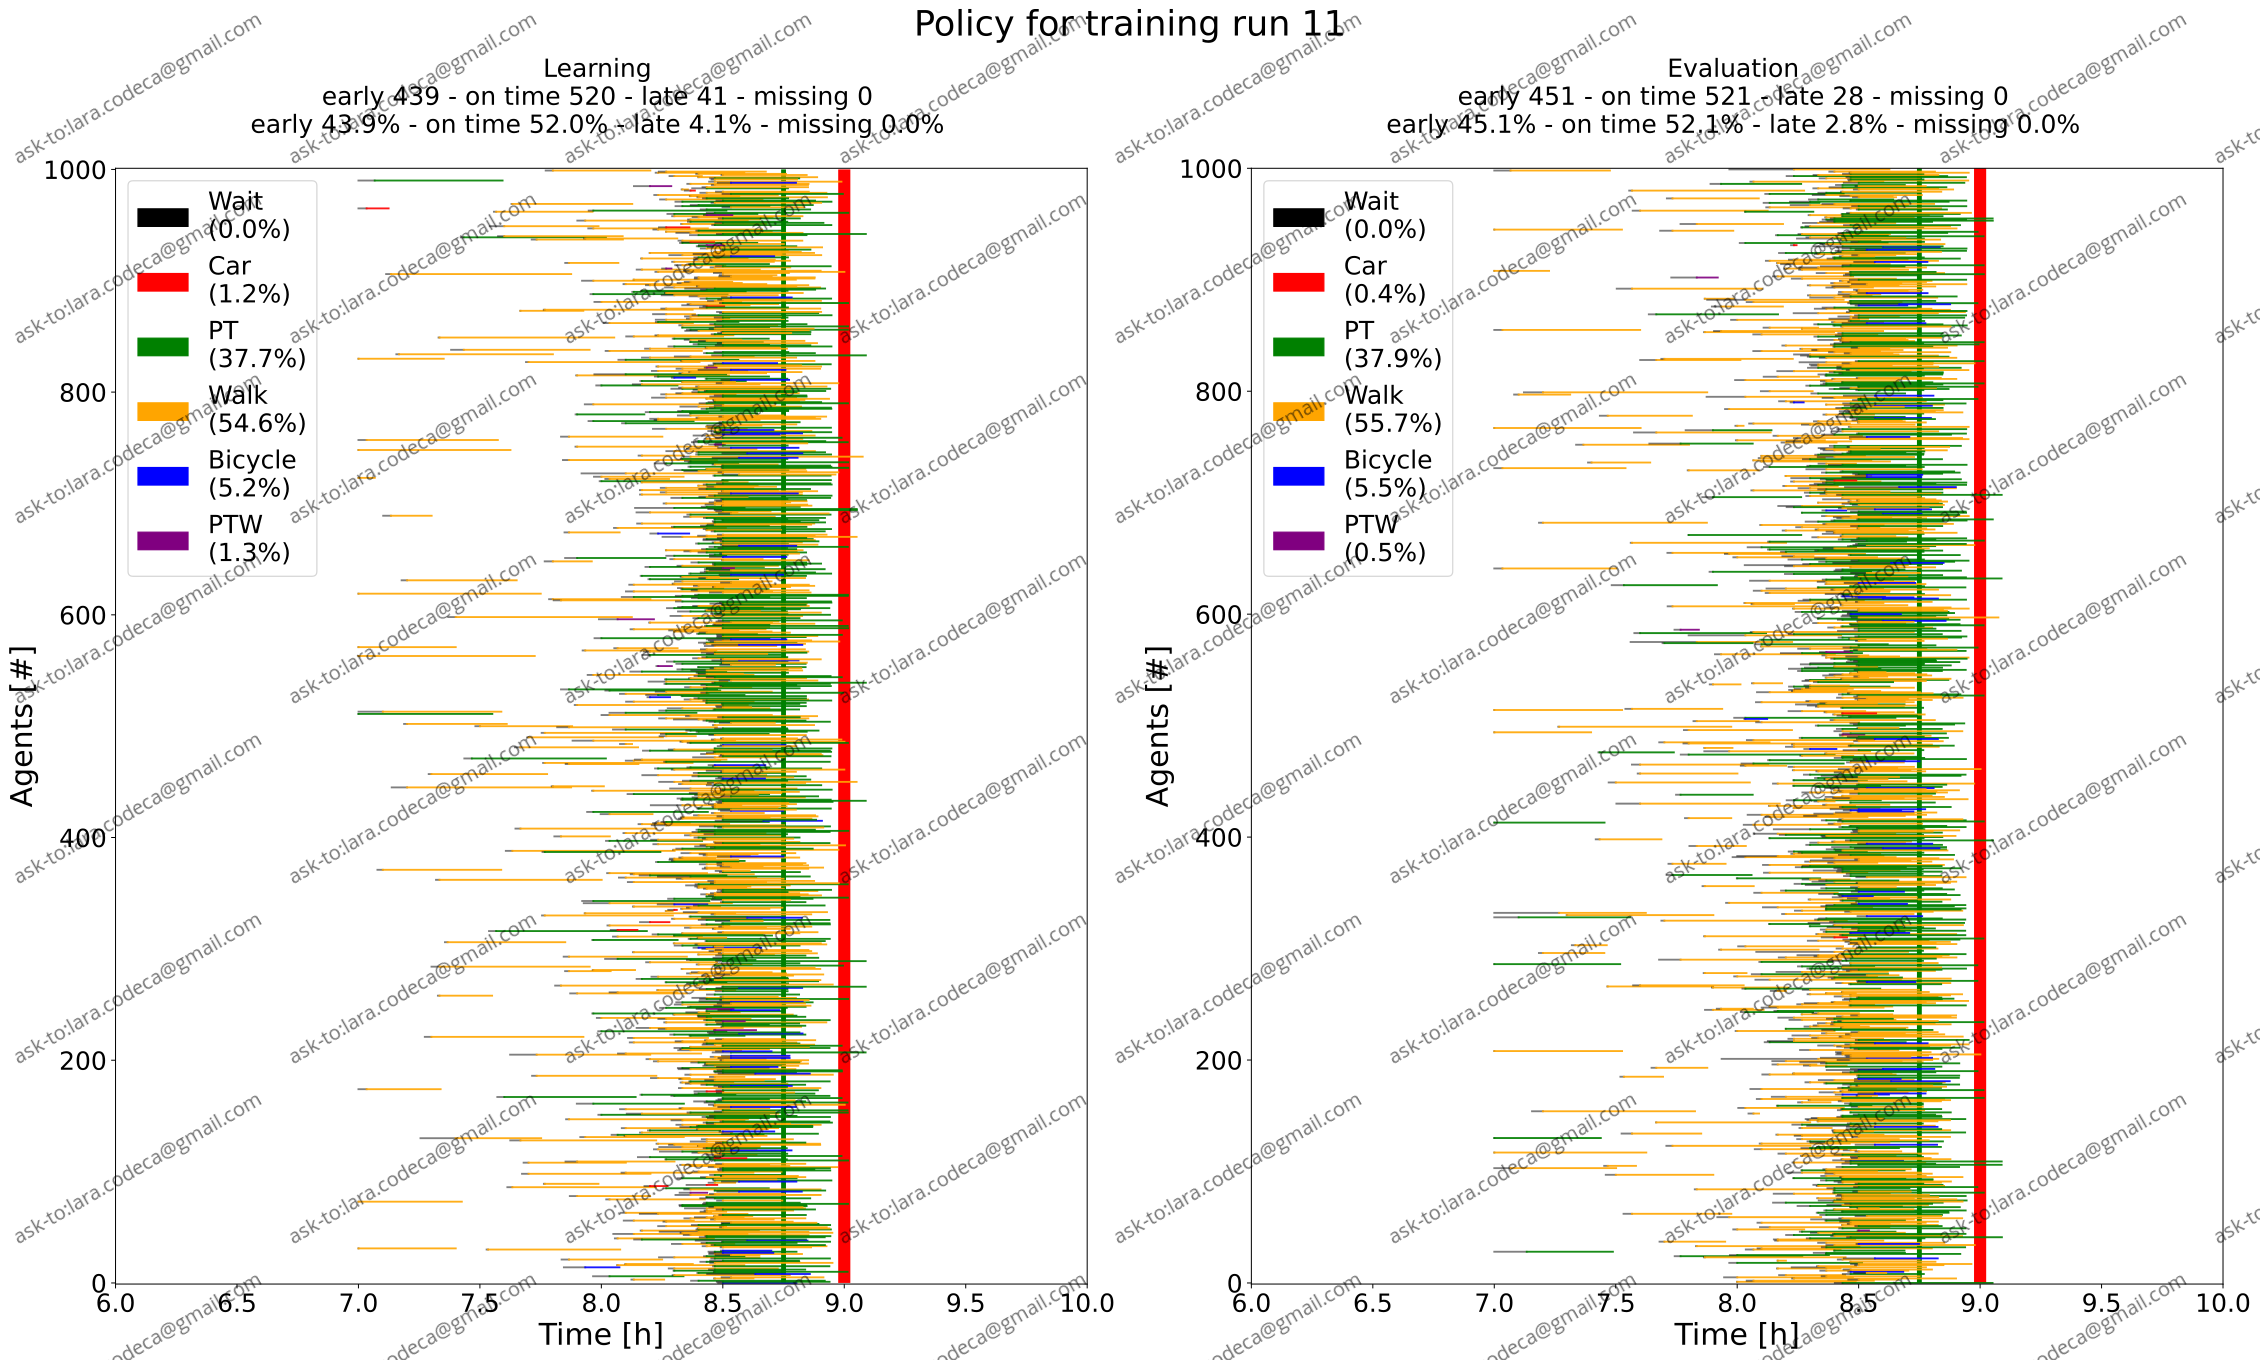 Policy for training run 11
Learning
early 439 - on time 520 - late 41 - missing 0
early 43.9% - on time 52.0% - late 4.1% - missing 0.0%
1000
800
600
400
200
0
Agents [#]
Wait
(0.0%)
Car
(1.2%)
PT
(37.7%)
Walk
(54.6%)
Bicycle
(5.2%)
PTW
(1.3%)
6.0 6.5 7.0 7.5 8.0 8.5 9.0 9.5 10.0
Time [h]
Evaluation
early 451 - on time 521 - late 28 - missing 0
early 45.1% - on time 52.1% - late 2.8% - missing 0.0%
1000
800
600
400
200
0
Agents [#]
Wait
(0.0%)
Car
(0.4%)
PT
(37.9%)
Walk
(55.7%)
Bicycle
(5.5%)
PTW
(0.5%)
6.0 6.5 7.0 7.5 8.0 8.5 9.0 9.5 10.0
Time [h]
ask-to:lara.codeca@gmail.com